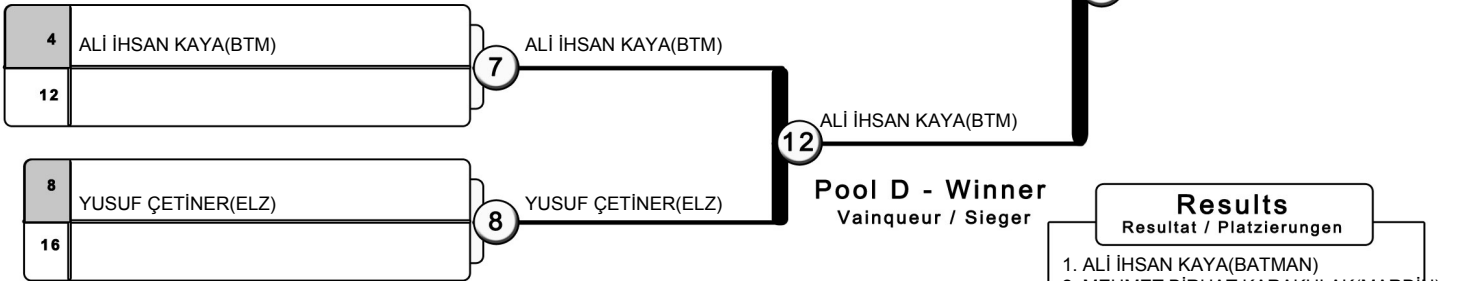 4 ALİ İHSAN KAYA(BTM)
12
7
ALİ İHSAN KAYA(BTM)
8 YUSUF ÇETİNER(ELZ)
16
8
YUSUF ÇETİNER(ELZ)
12
ALİ İHSAN KAYA(BTM)
Pool D - Winner
Vainqueur / Sieger
Results
Resultat / Platzierungen
1. ALİ İHSAN KAYA(BATMAN)